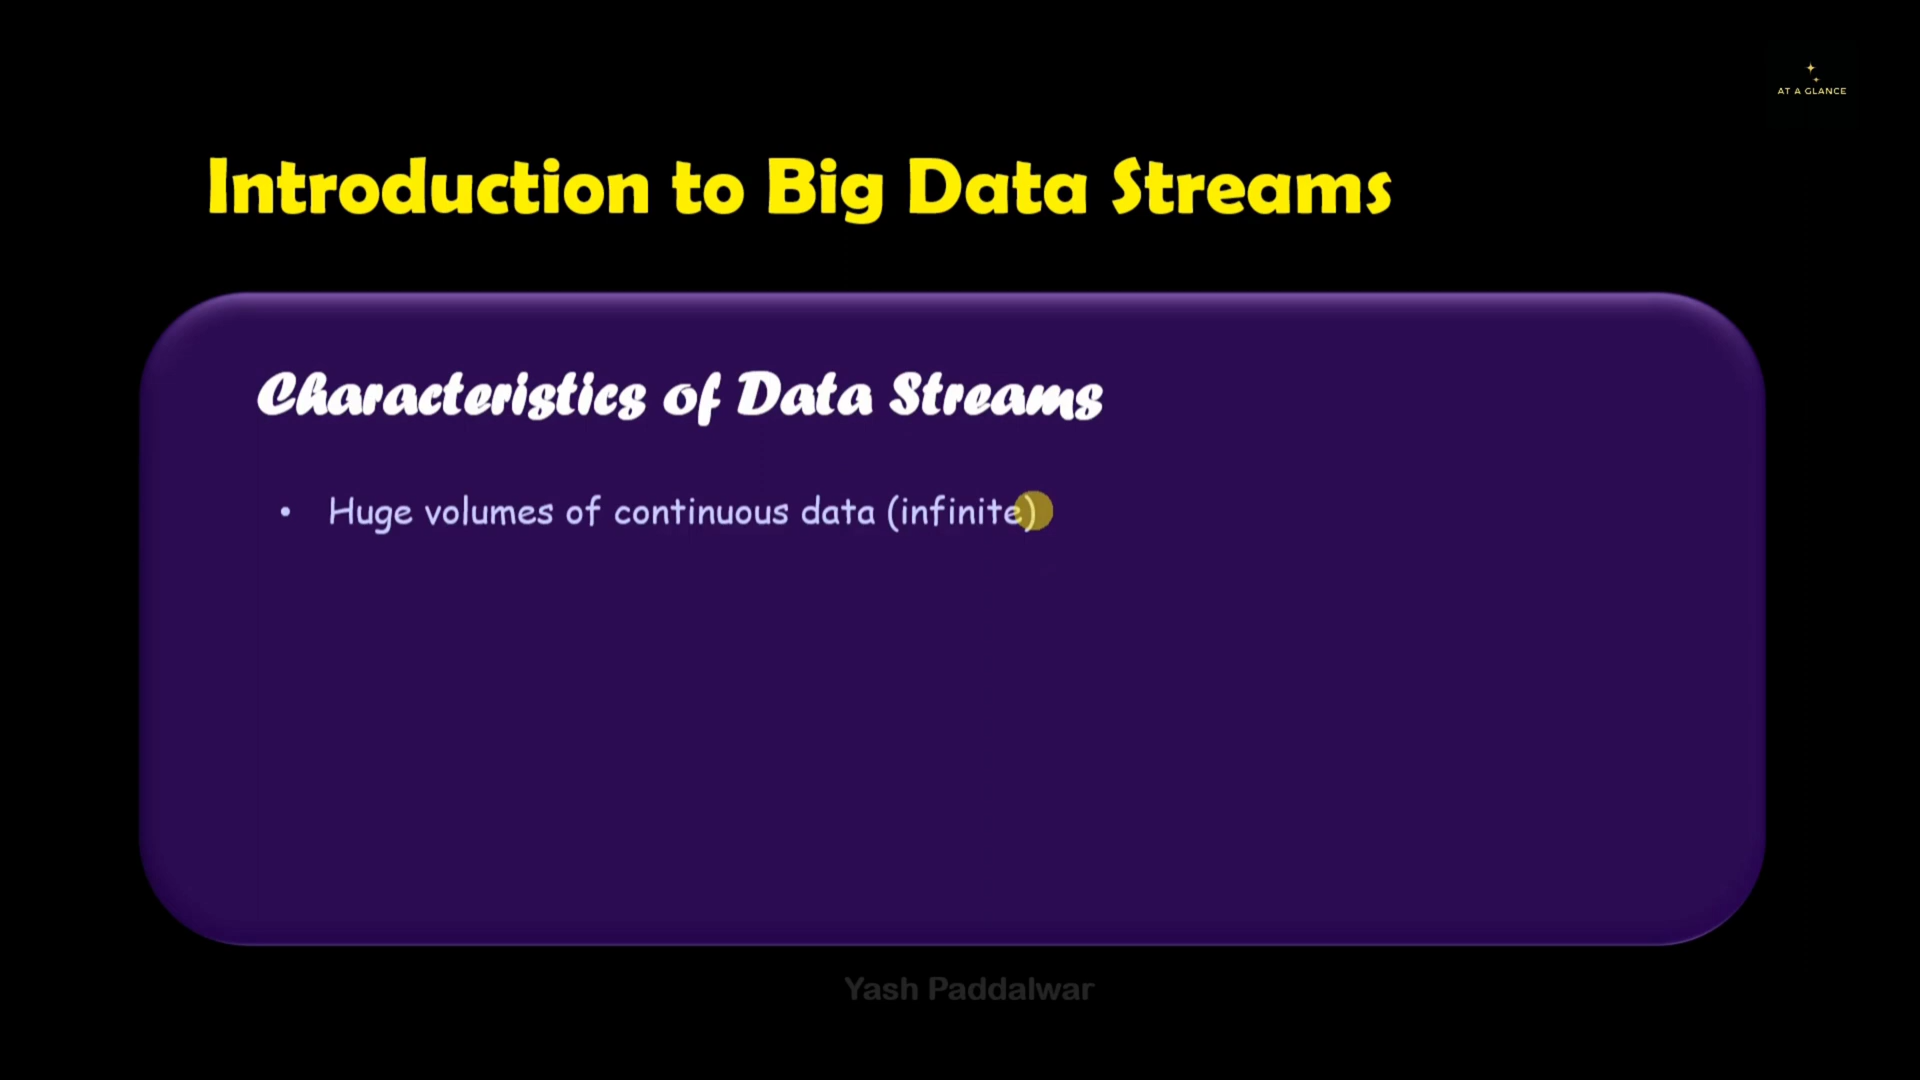 AT A GLANCE
Introduction to Big Data Streams
Characteristics of Data Streams
• Huge volumes of continuous data (infinite)
Yash Paddalwar